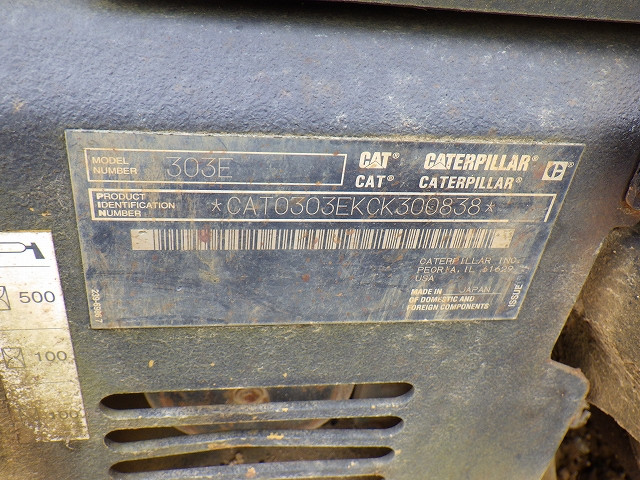 MODEL NUMBER 303E
CAT® CATERPILLAR®
CAT® CATERPILLAR®
PRODUCT IDENTIFICATION NUMBER *CAT0303EKCK300838*
CATERPILLAR INC.
PEORIA, IL 61629
USA
MADE IN JAPAN
OF DOMESTIC AND
FOREIGN COMPONENTS
500
100